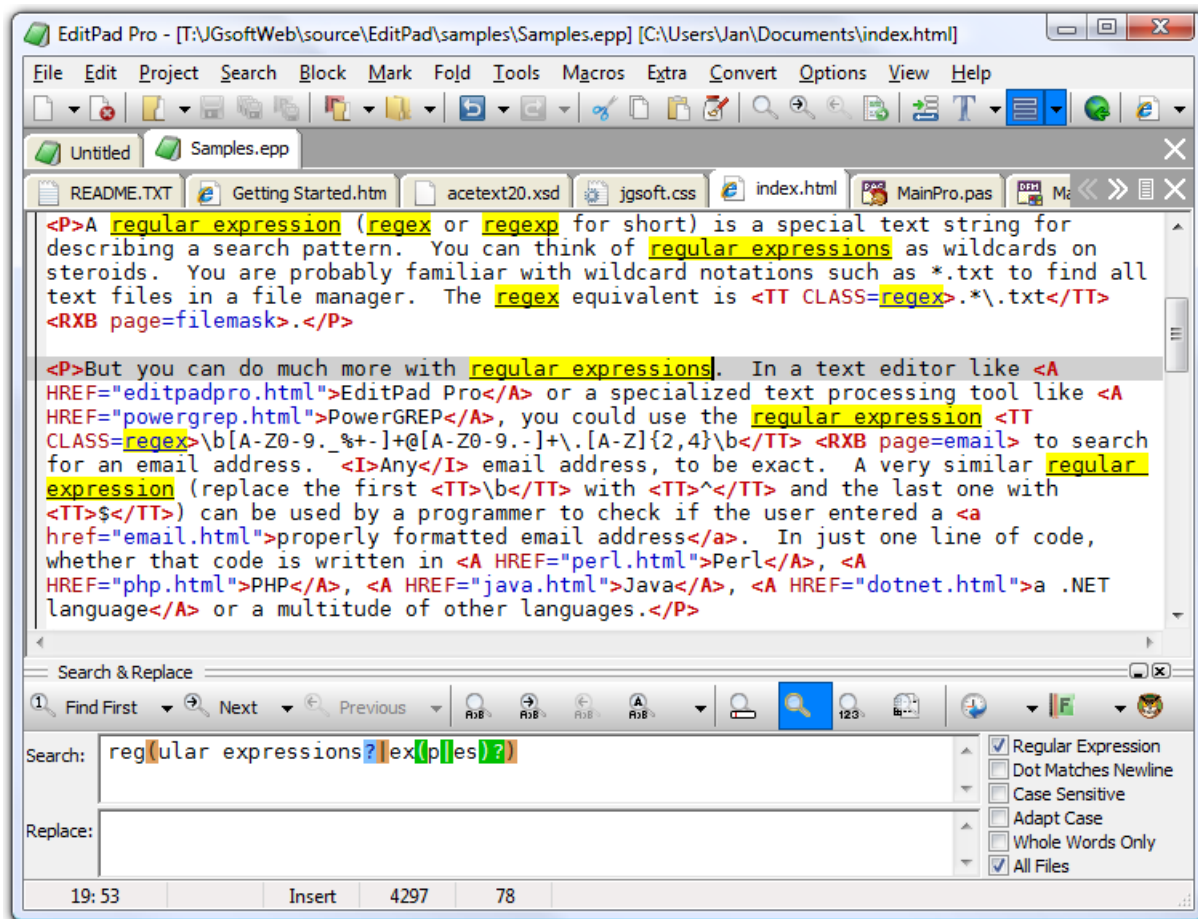 EditPad Pro - [T:\JGsoftWeb\source\EditPad\samples\Samples.epp] [C:\Users\Jan\Documents\index.html]
File Edit Project Search Block Mark Fold Tools Macros Extra Convert Options View Help
Untitled Samples.epp
README.TXT Getting Started.htm acetext20.xsd jgsoft.css index.html MainPro.pas
<P>A regular expression (regex or regexp for short) is a special text string for
describing a search pattern.  You can think of regular expressions as wildcards on
steroids.  You are probably familiar with wildcard notations such as *.txt to find all
text files in a file manager.  The regex equivalent is <TT CLASS=regex>.*\.txt</TT>
<RXB page=filemask>.</P>
<P>But you can do much more with regular expressions.  In a text editor like <A
HREF="editpadpro.html">EditPad Pro</A> or a specialized text processing tool like <A
HREF="powergrep.html">PowerGREP</A>, you could use the regular expression <TT
CLASS=regex>\b[A-Z0-9._%+-]+@[A-Z0-9.-]+\.[A-Z]{2,4}\b</TT> <RXB page=email> to search
for an email address.  <I>Any</I> email address, to be exact.  A very similar regular
expression (replace the first <TT>\b</TT> with <TT>^</TT> and the last one with
<TT>$</TT>) can be used by a programmer to check if the user entered a <a
href="email.html">properly formatted email address</a>.  In just one line of code,
whether that code is written in <A HREF="perl.html">Perl</A>, <A
HREF="php.html">PHP</A>, <A HREF="java.html">Java</A>, <A HREF="dotnet.html">a .NET
language</A> or a multitude of other languages.</P>
Search & Replace
Find First Next Previous
Search: reg(ular expressions?|ex(p|es)?)
Regular Expression
Dot Matches Newline
Case Sensitive
Replace:
Adapt Case
Whole Words Only
All Files
19: 53 Insert 4297 78